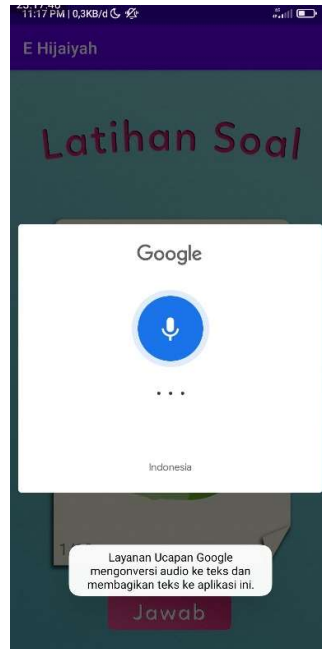 11:17 PM | 0,3KB/d
E Hijaiyah
Latihan Soal
Google
...
Indonesia
Layanan Ucapan Google
mengonversi audio ke teks dan
membagikan teks ke aplikasi ini.
Jawab